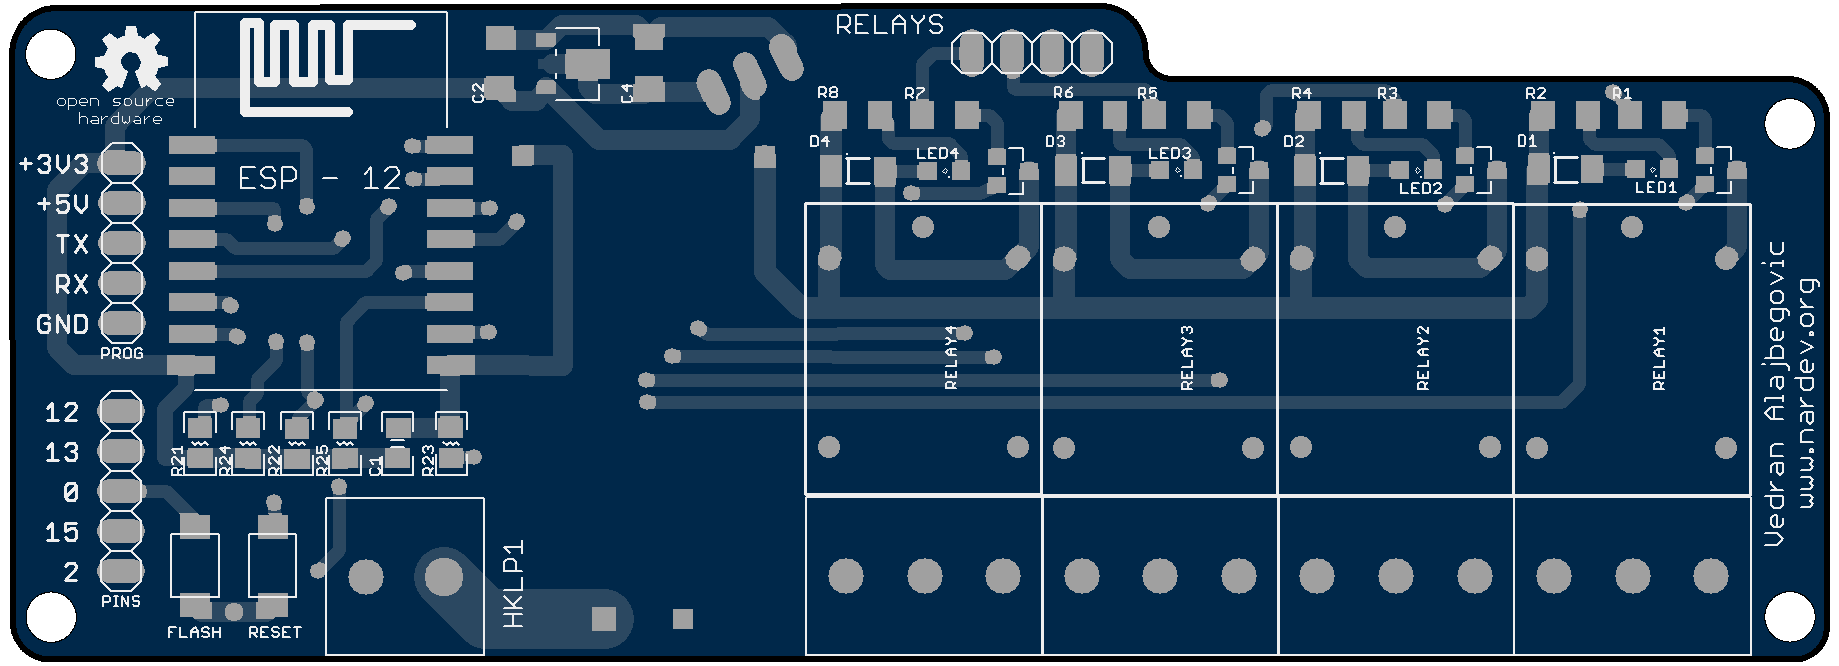 RELAYS
open source
hardware
C2
C4
R8
R7
R6
R5
R4
R3
R2
R1
D4
LED4
D3
LED3
D2
LED2
D1
LED1
ESP - 12
+3V3
+5V
TX
RX
GND
PROG
RELAY4
RELAY3
RELAY2
RELAY1
12
13
0
15
2
PINS
R21
R24
R22
R25
C1
R23
FLASH
RESET
HKLP1
Vedran Alajbegovic
www.nardev.org